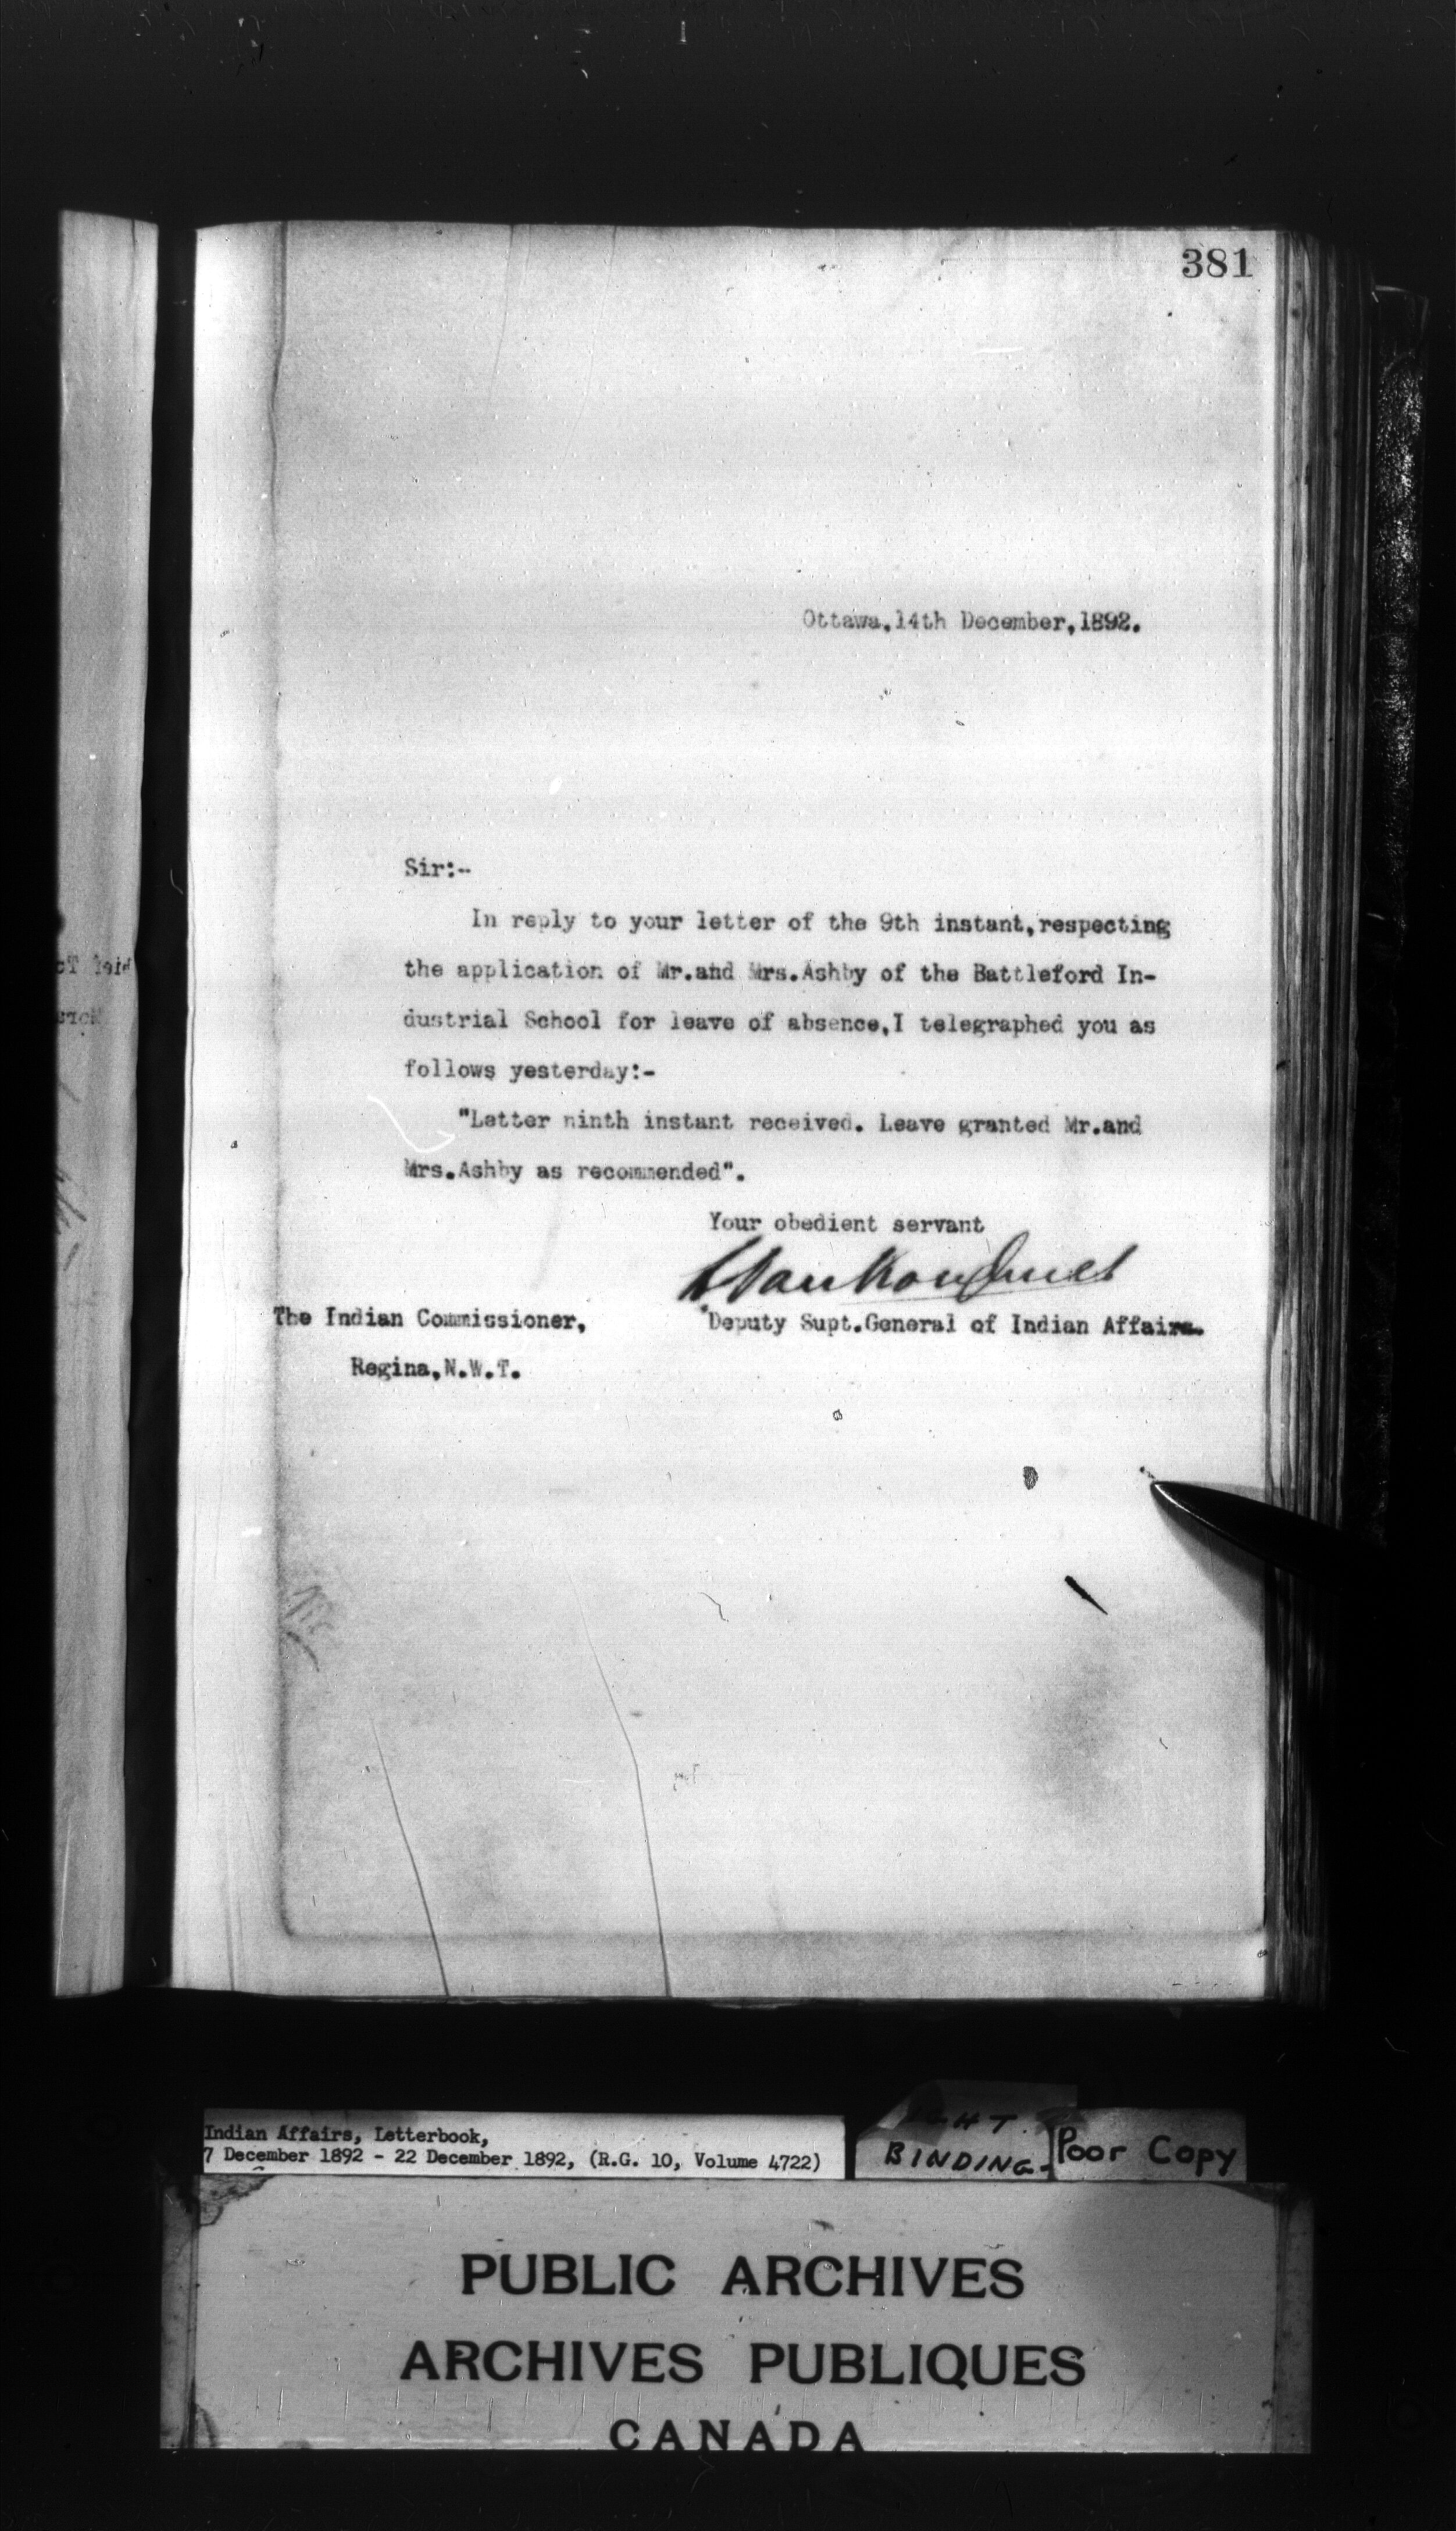 381
Ottawa,14th December,1892.
Sir:-
In reply to your letter of the 9th instant,respecting
the application of Mr.and Mrs.Ashby of the Battleford In-
dustrial School for leave of absence,I telegraphed you as
follows yesterday:-
"Letter ninth instant received. Leave granted Mr.and
Mrs.Ashby as recommended".
Your obedient servant
L Vankoughnet
Deputy Supt.General of Indian Affairs.
The Indian Commissioner,
Regina,N.W.T.
Indian Affairs, Letterbook,
7 December 1892 - 22 December 1892, (R.G. 10, Volume 4722)
BINDING-
Poor Copy
PUBLIC ARCHIVES
ARCHIVES PUBLIQUES
CANADA